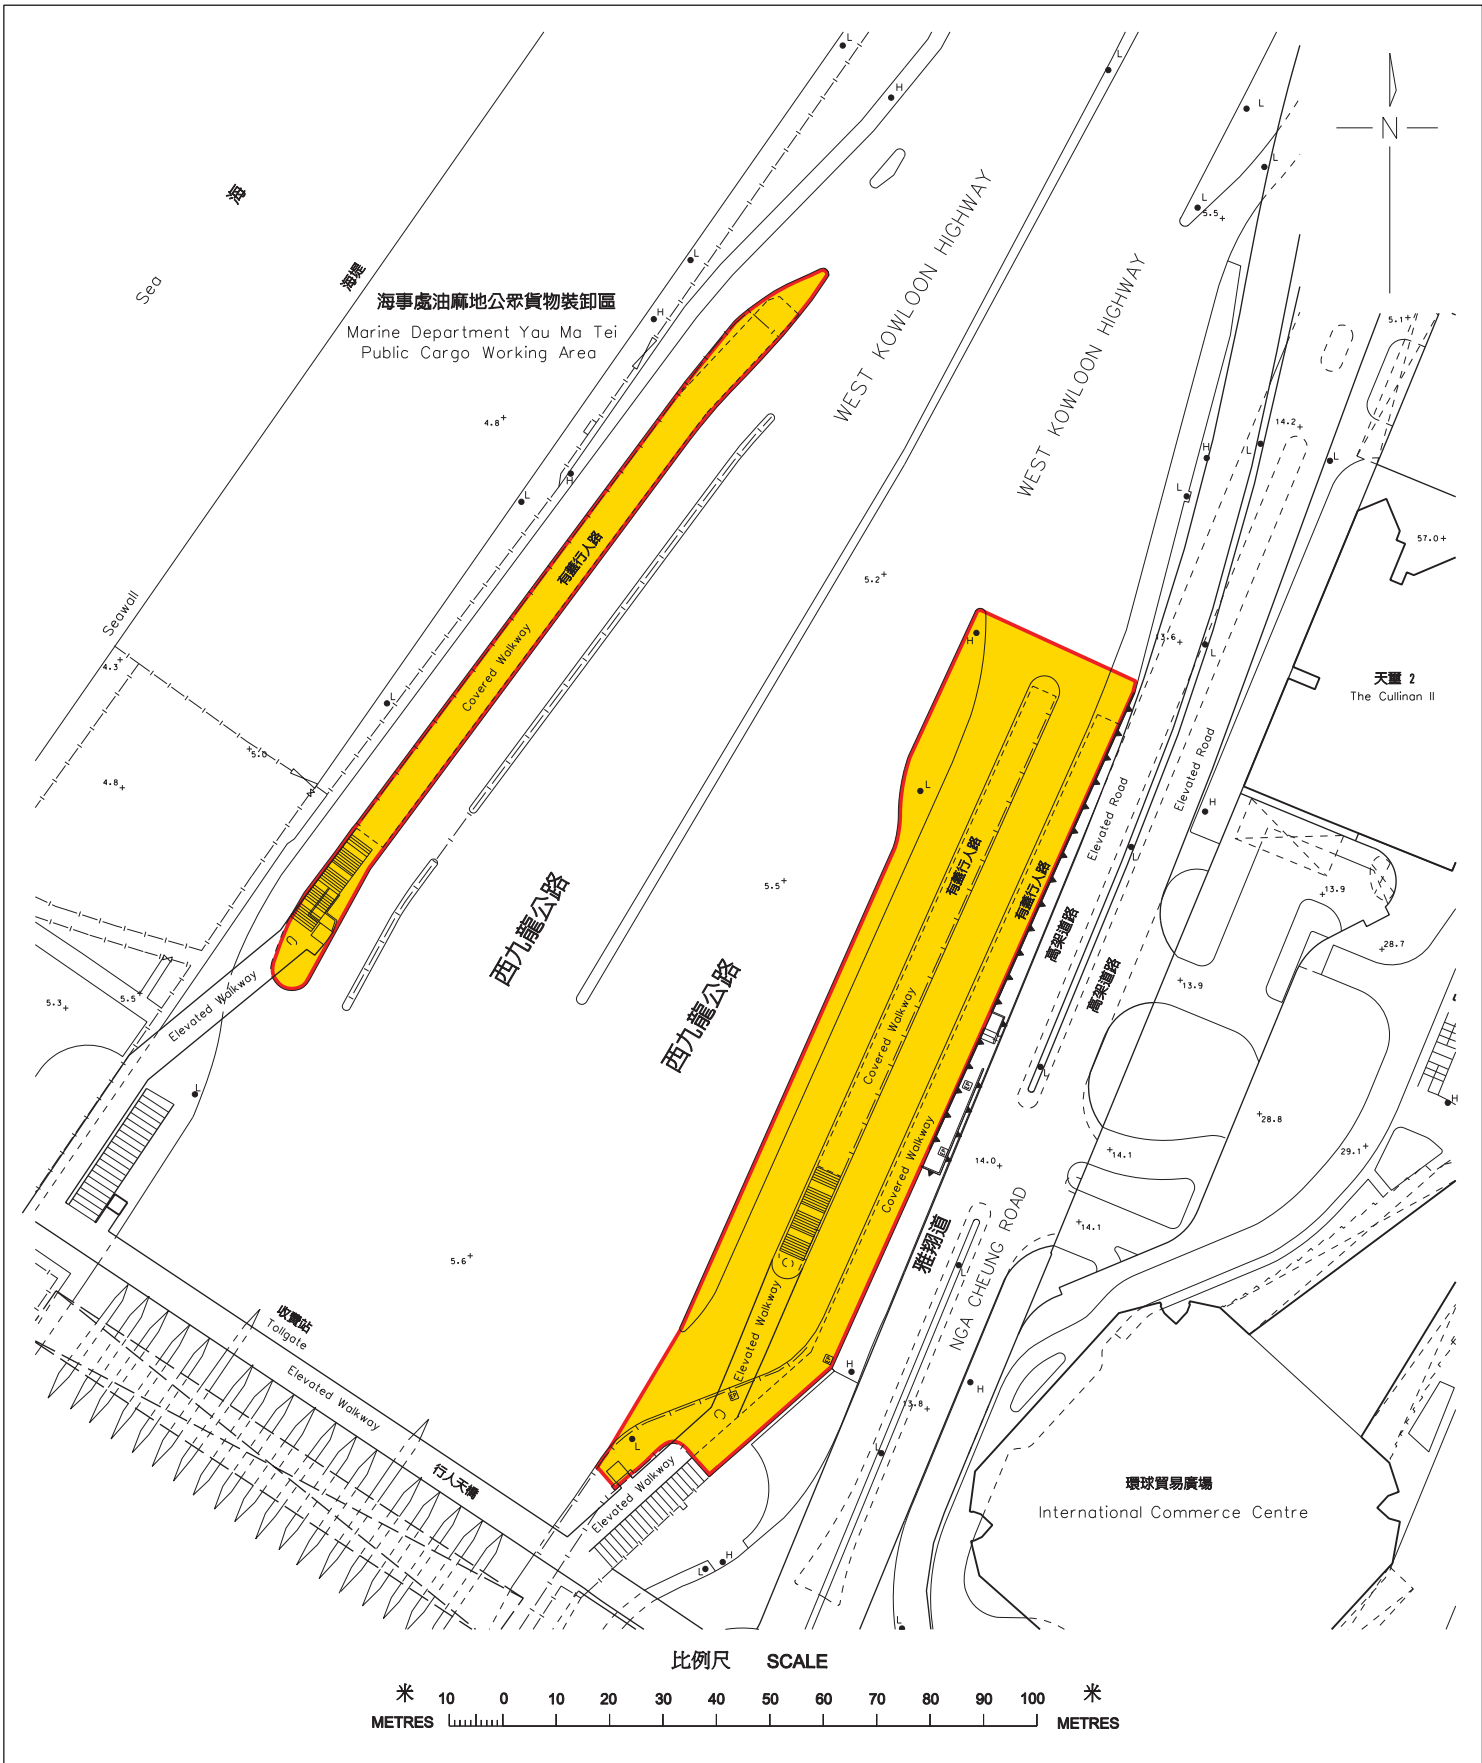 L
L
H
L
N
L
海
L
WEST KOWLOON HIGHWAY
5.5
Sea
海堤
L
WEST KOWLOON HIGHWAY
海事處油麻地公眾貨物裝卸區
Marine Department Yau Ma Tei
Public Cargo Working Area
H
5.1
4.8
14.2
H
L
L
H
L
L
57.0
有蓋行人路
5.2
Seawall
Covered Walkway
H
13.6
L
4.3
天璽 2
The Cullinan II
L
5.0
4.8
L
Elevated Road
Elevated Road
H
有蓋行人路
有蓋行人路
5.5
西九龍公路
13.9
H
高架道路
28.7
Elevated Walkway
5.3
5.5
西九龍公路
高架道路
13.9
Covered Walkway
L
L
EP
H
28.8
Covered Walkway
EP
14.0
14.1
29.1
雅翔道
14.1
NGA CHEUNG ROAD
5.6
L
Elevated Walkway
收費站
Tollgate
Elevated Walkway
EP
H
H
EP
13.8
L
L
行人天橋
Elevated Walkway
環球貿易廣場
International Commerce Centre
L
H
L
比例尺 SCALE
米 10 0 10 20 30 40 50 60 70 80 90 100 米
METRES METRES